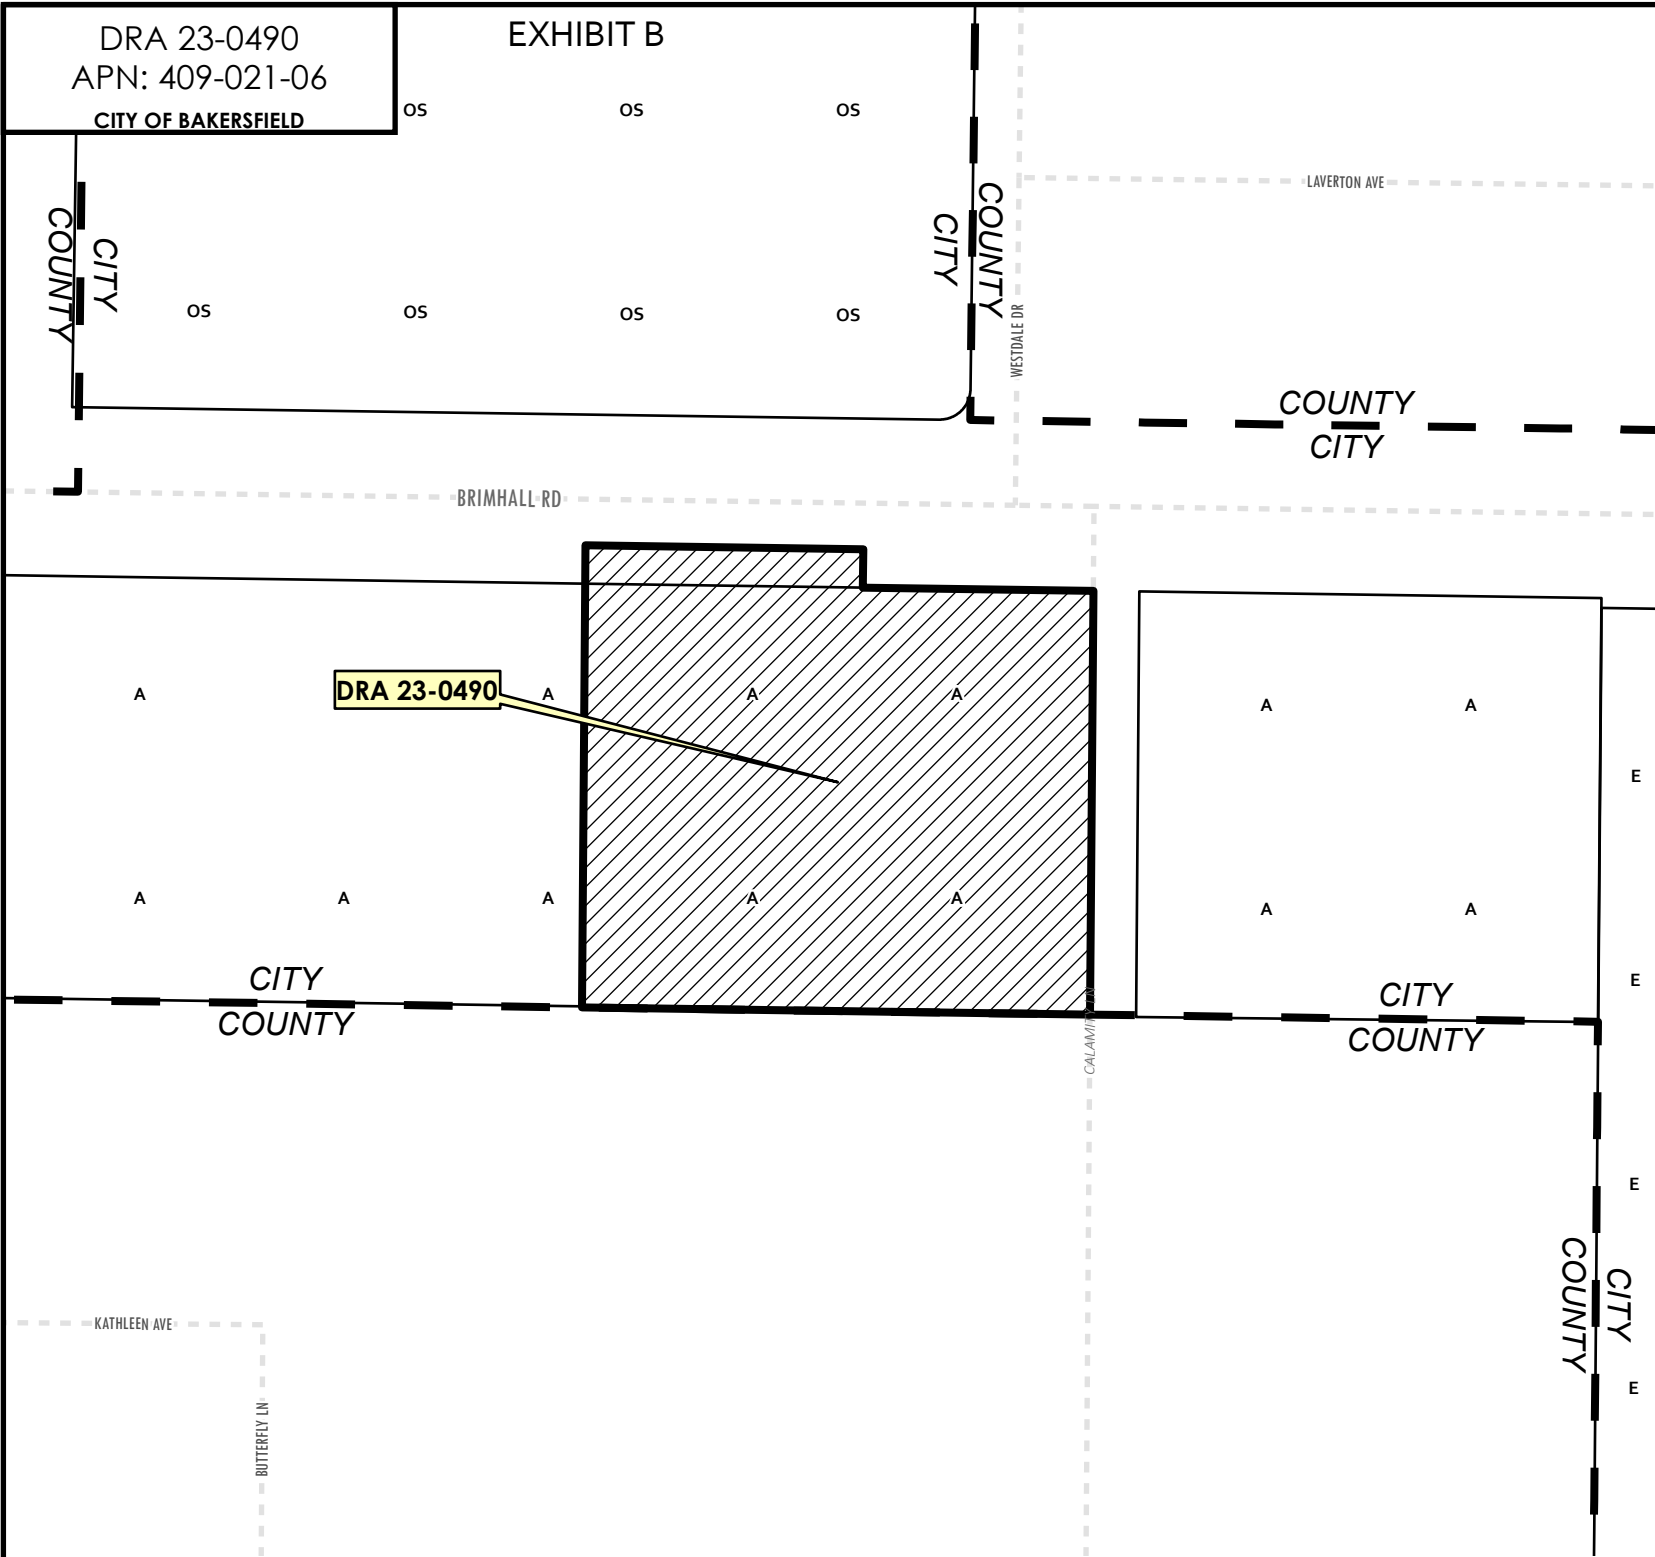 DRA 23-0490
APN: 409-021-06
CITY OF BAKERSFIELD
EXHIBIT B
OS
OS
OS
LAVERTON AVE
COUNTY
CITY
CITY
COUNTY
OS
OS
OS
OS
WESTDALE DR
COUNTY
CITY
BRIMHALL RD
A
DRA 23-0490
A
A
A
A
A
E
A
A
A
A
A
A
A
E
CITY
COUNTY
CITY
COUNTY
CALAMITY LN
E
COUNTY
CITY
KATHLEEN AVE
E
BUTTERFLY LN